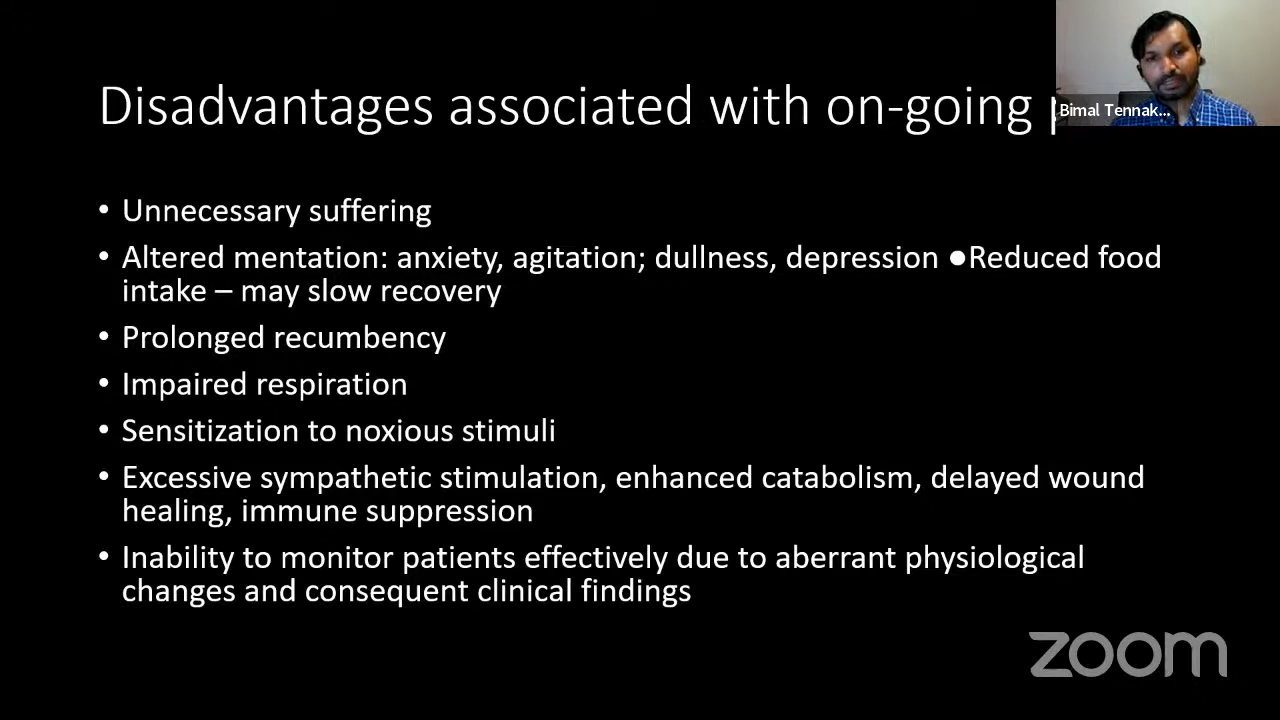 Disadvantages associated with on-going
Bimal Tennak...
• Unnecessary suffering
• Altered mentation: anxiety, agitation; dullness, depression ●Reduced food
intake – may slow recovery
• Prolonged recumbency
• Impaired respiration
• Sensitization to noxious stimuli
• Excessive sympathetic stimulation, enhanced catabolism, delayed wound
healing, immune suppression
• Inability to monitor patients effectively due to aberrant physiological
changes and consequent clinical findings
zoom